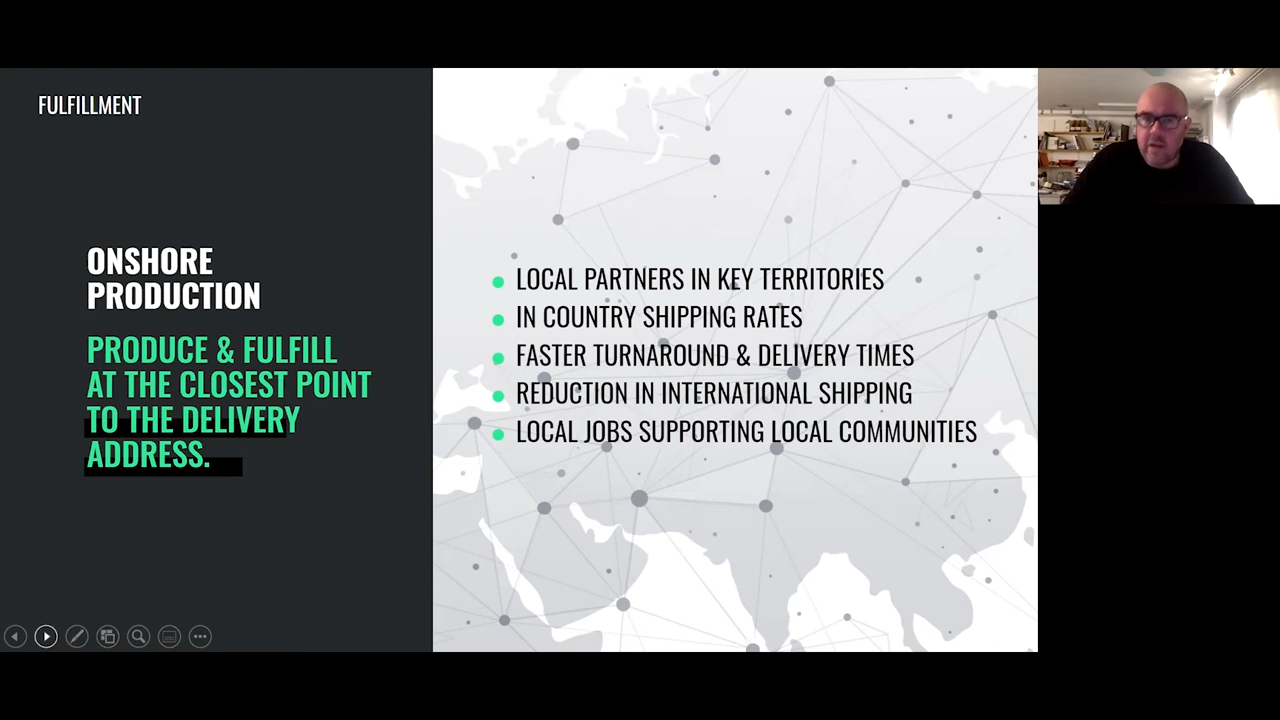 FULFILLMENT
ONSHORE
PRODUCTION
PRODUCE & FULFILL
AT THE CLOSEST POINT
TO THE DELIVERY
ADDRESS.
LOCAL PARTNERS IN KEY TERRITORIES
IN COUNTRY SHIPPING RATES
FASTER TURNAROUND & DELIVERY TIMES
REDUCTION IN INTERNATIONAL SHIPPING
LOCAL JOBS SUPPORTING LOCAL COMMUNITIES